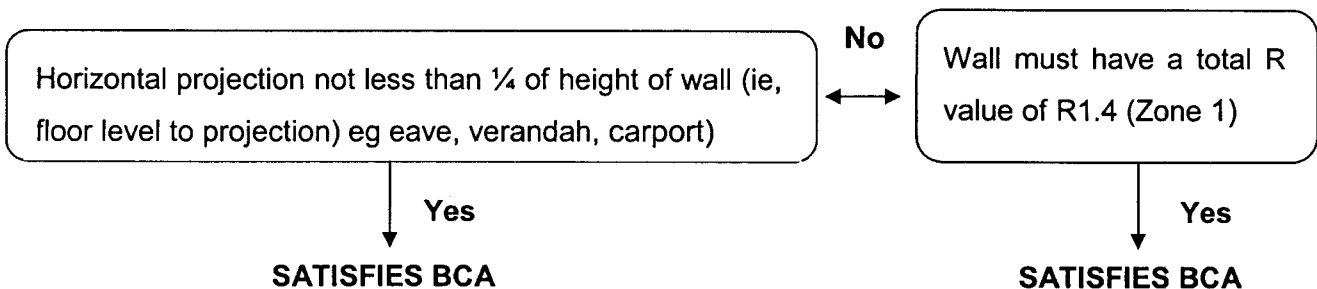 Horizontal projection not less than ¼ of height of wall (ie,
floor level to projection) eg eave, verandah, carport)
No
Wall must have a total R
value of R1.4 (Zone 1)
Yes
SATISFIES BCA
Yes
SATISFIES BCA